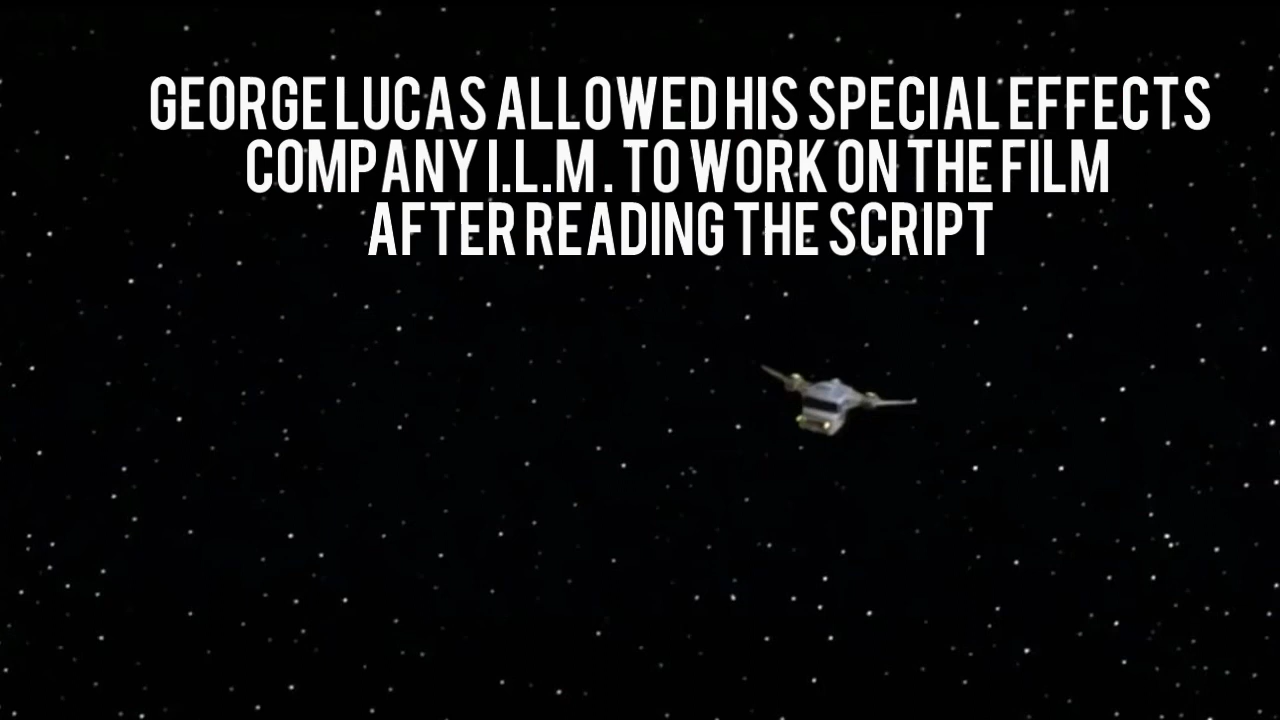 GEORGE LUCAS ALLOWED HIS SPECIAL EFFECTS
COMPANY I.L.M. TO WORK ON THE FILM
AFTER READING THE SCRIPT